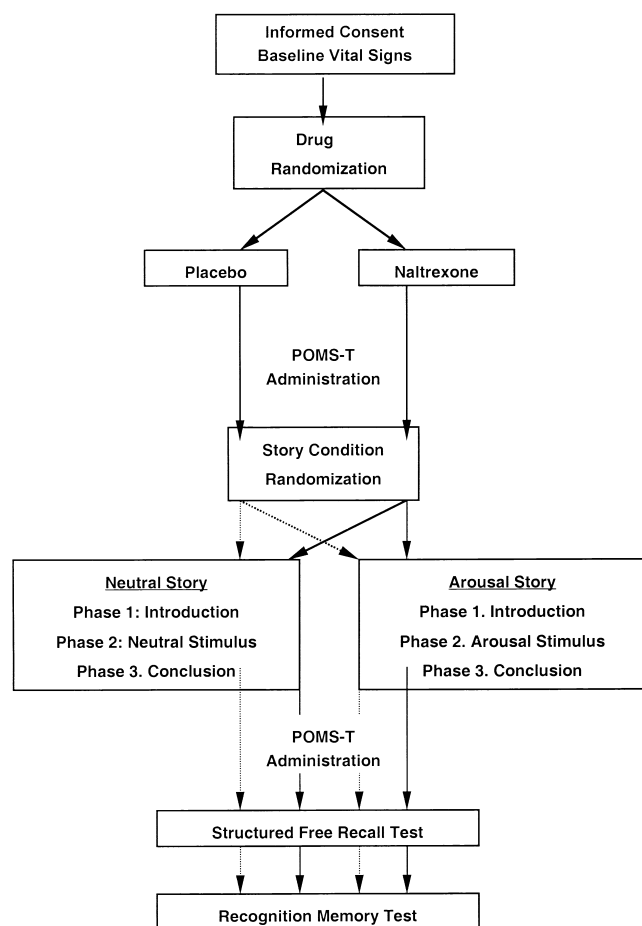 Informed Consent
Baseline Vital Signs
Drug
Randomization
Placebo
Naltrexone
POMS-T
Administration
Story Condition
Randomization
Neutral Story
Phase 1: Introduction
Phase 2: Neutral Stimulus
Phase 3. Conclusion
Arousal Story
Phase 1. Introduction
Phase 2. Arousal Stimulus
Phase 3. Conclusion
POMS-T
Administration
Structured Free Recall Test
Recognition Memory Test